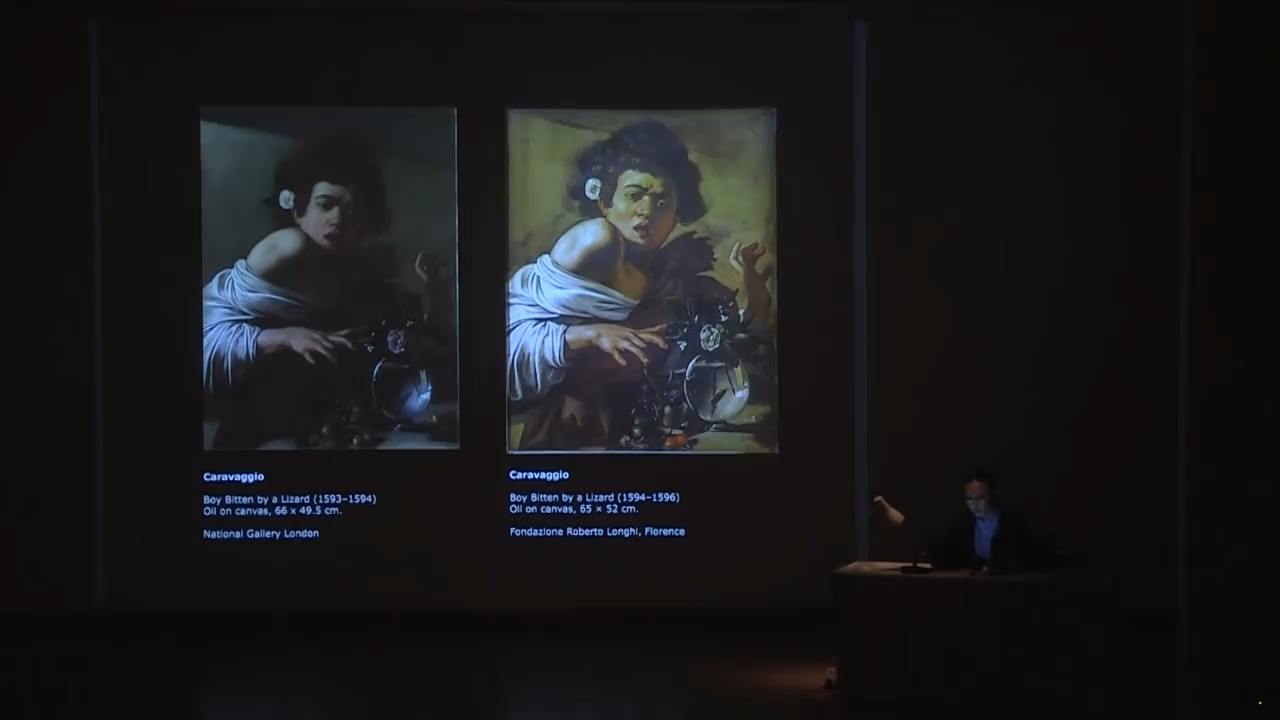 Caravaggio
Boy Bitten by a Lizard (1593–1594)
Oil on canvas, 66 x 49.5 cm.
National Gallery London
Caravaggio
Boy Bitten by a Lizard (1594–1596)
Oil on canvas, 65 × 52 cm.
Fondazione Roberto Longhi, Florence